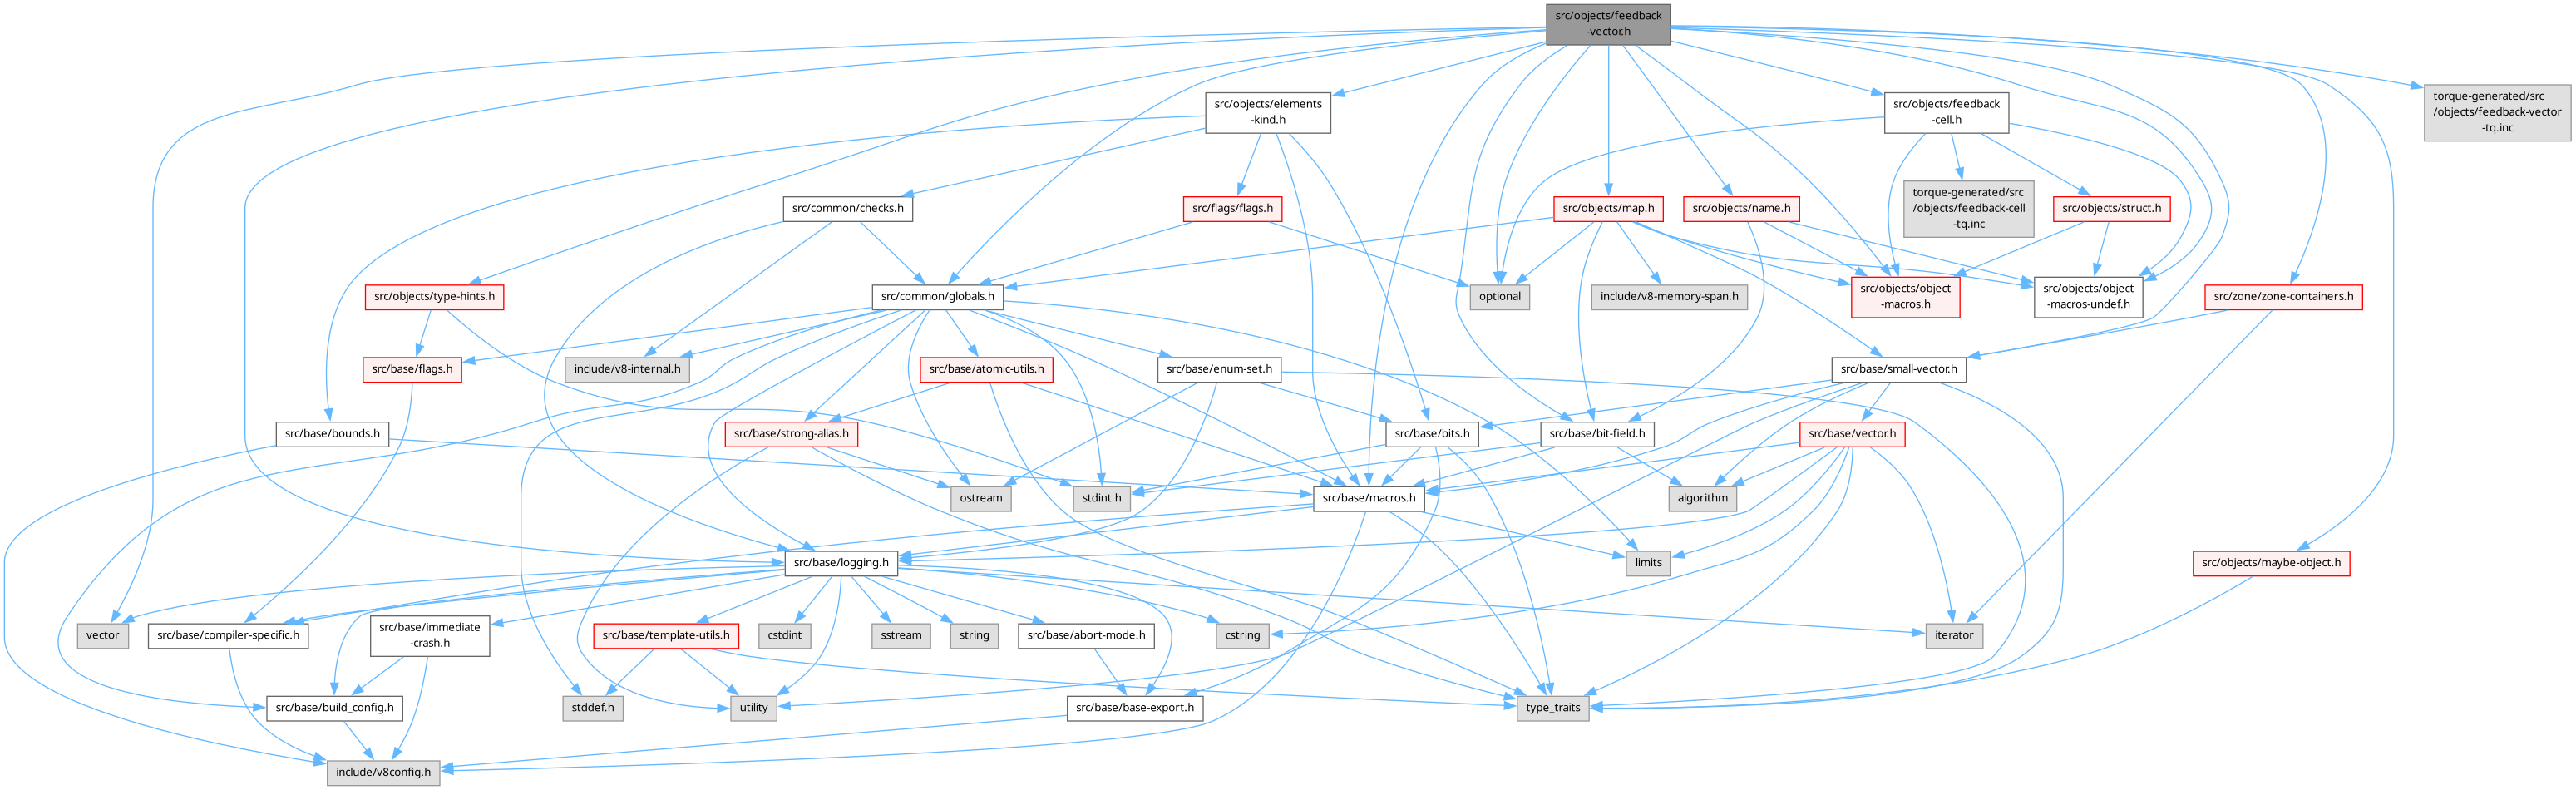 src/objects/feedback
-vector.h
torque-generated/src
/objects/feedback-vector
-tq.inc
src/objects/elements
-kind.h
src/objects/feedback
-cell.h
src/common/checks.h
src/flags/flags.h
src/objects/map.h
src/objects/name.h
torque-generated/src
/objects/feedback-cell
-tq.inc
src/objects/struct.h
src/objects/type-hints.h
src/common/globals.h
optional
include/v8-memory-span.h
src/objects/object
-macros.h
src/objects/object
-macros-undef.h
src/zone/zone-containers.h
src/base/flags.h
include/v8-internal.h
src/base/atomic-utils.h
src/base/enum-set.h
src/base/small-vector.h
src/base/bounds.h
src/base/strong-alias.h
src/base/bits.h
src/base/bit-field.h
src/base/vector.h
ostream
stdint.h
src/base/macros.h
algorithm
src/base/logging.h
limits
src/objects/maybe-object.h
vector
src/base/compiler-specific.h
src/base/immediate
-crash.h
src/base/template-utils.h
cstdint
sstream
string
src/base/abort-mode.h
cstring
iterator
src/base/build_config.h
stddef.h
utility
src/base/base-export.h
type_traits
include/v8config.h